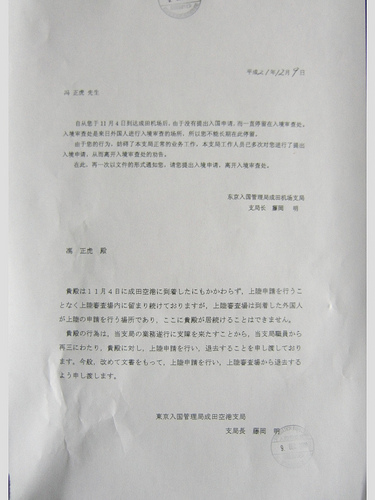 平成21年12月9日
冯 正虎 先生
自从您于11月4日到达成田机场后,由于没有提出入国申请,而一直停留在入境审查处。
入境审查处是来日外国人进行入境审查的场所,所以您不能长期在此停留。
由于您的行为,妨碍了本支局正常的业务工作,本支局工作人员已多次对您进行了提出
入境申请,从而离开入境审查处的劝告。
在此,再一次以文件的形式通知您,请您提出入境申请,离开入境审查处。
东京入国管理局成田机场支局
支局长 藤岡 明
馮 正虎 殿
貴殿は11月4日に成田空港に到着したにもかかわらず,上陸申請を行うこ
となく上陸審査場内に留まり続けておりますが,上陸審査場は到着した外国人
が上陸の申請を行う場所であり,ここに貴殿が居続けることはできません。
貴殿の行為は,当支局の業務遂行に支障を来たすことから,当支局職員から
再三にわたり,貴殿に対し,上陸申請を行い,退去することを申し渡しており
ます。今般,改めて文書をもって,上陸申請を行い,上陸審査場から退去する
よう申し渡します。
東京入国管理局成田空港支局
支局長 藤岡 明